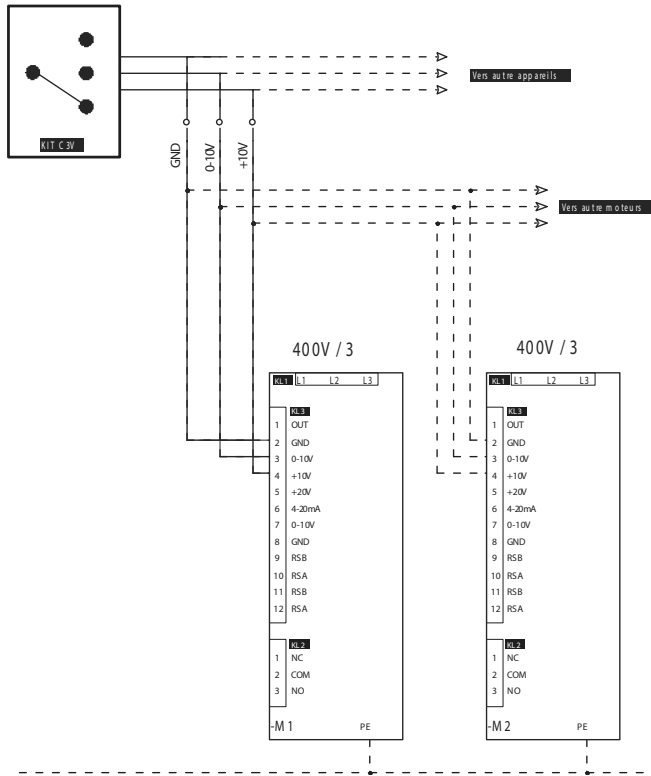 Vers autre appareils
KIT C3V
GND
0-10V
+10V
Vers autre moteurs
400V / 3
400V / 3
KL1 L1 L2 L3
KL1 L1 L2 L3
KL3
1 OUT
2 GND
3 0-10V
4 +10V
5 +20V
6 4-20mA
7 0-10V
8 GND
9 RSB
10 RSA
11 RSB
12 RSA
KL2
1 NC
2 COM
3 NO
-M1 PE
KL3
1 OUT
2 GND
3 0-10V
4 +10V
5 +20V
6 4-20mA
7 0-10V
8 GND
9 RSB
10 RSA
11 RSB
12 RSA
KL2
1 NC
2 COM
3 NO
-M2 PE